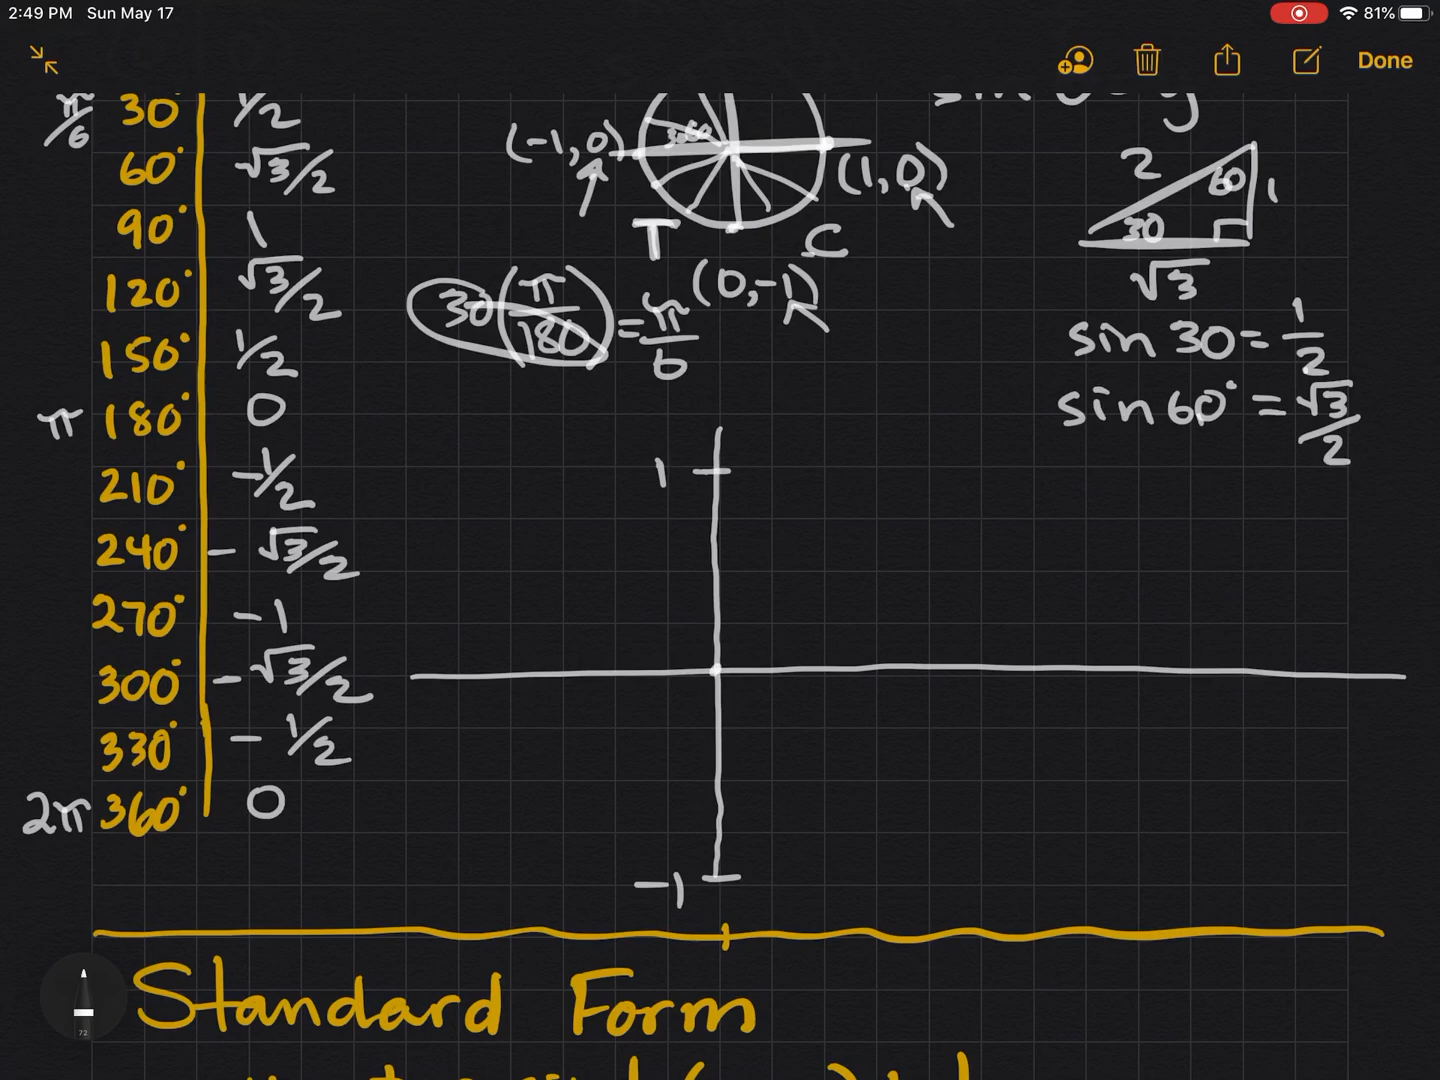 2:49 PM Sun May 17 81%
Done
π/6 30° 1/2
60° √3/2
90° 1
120° √3/2
150° 1/2
π 180° 0
210° -1/2
240° - √3/2
270° -1
300° - √3/2
330° - 1/2
2π 360° 0
(-1,0)
(1,0)
T C
(0,-1)
30(π/180) = π/6
2 60 1
30
√3
sin 30 = 1/2
sin 60° = √3/2
1
-1
Standard Form
72